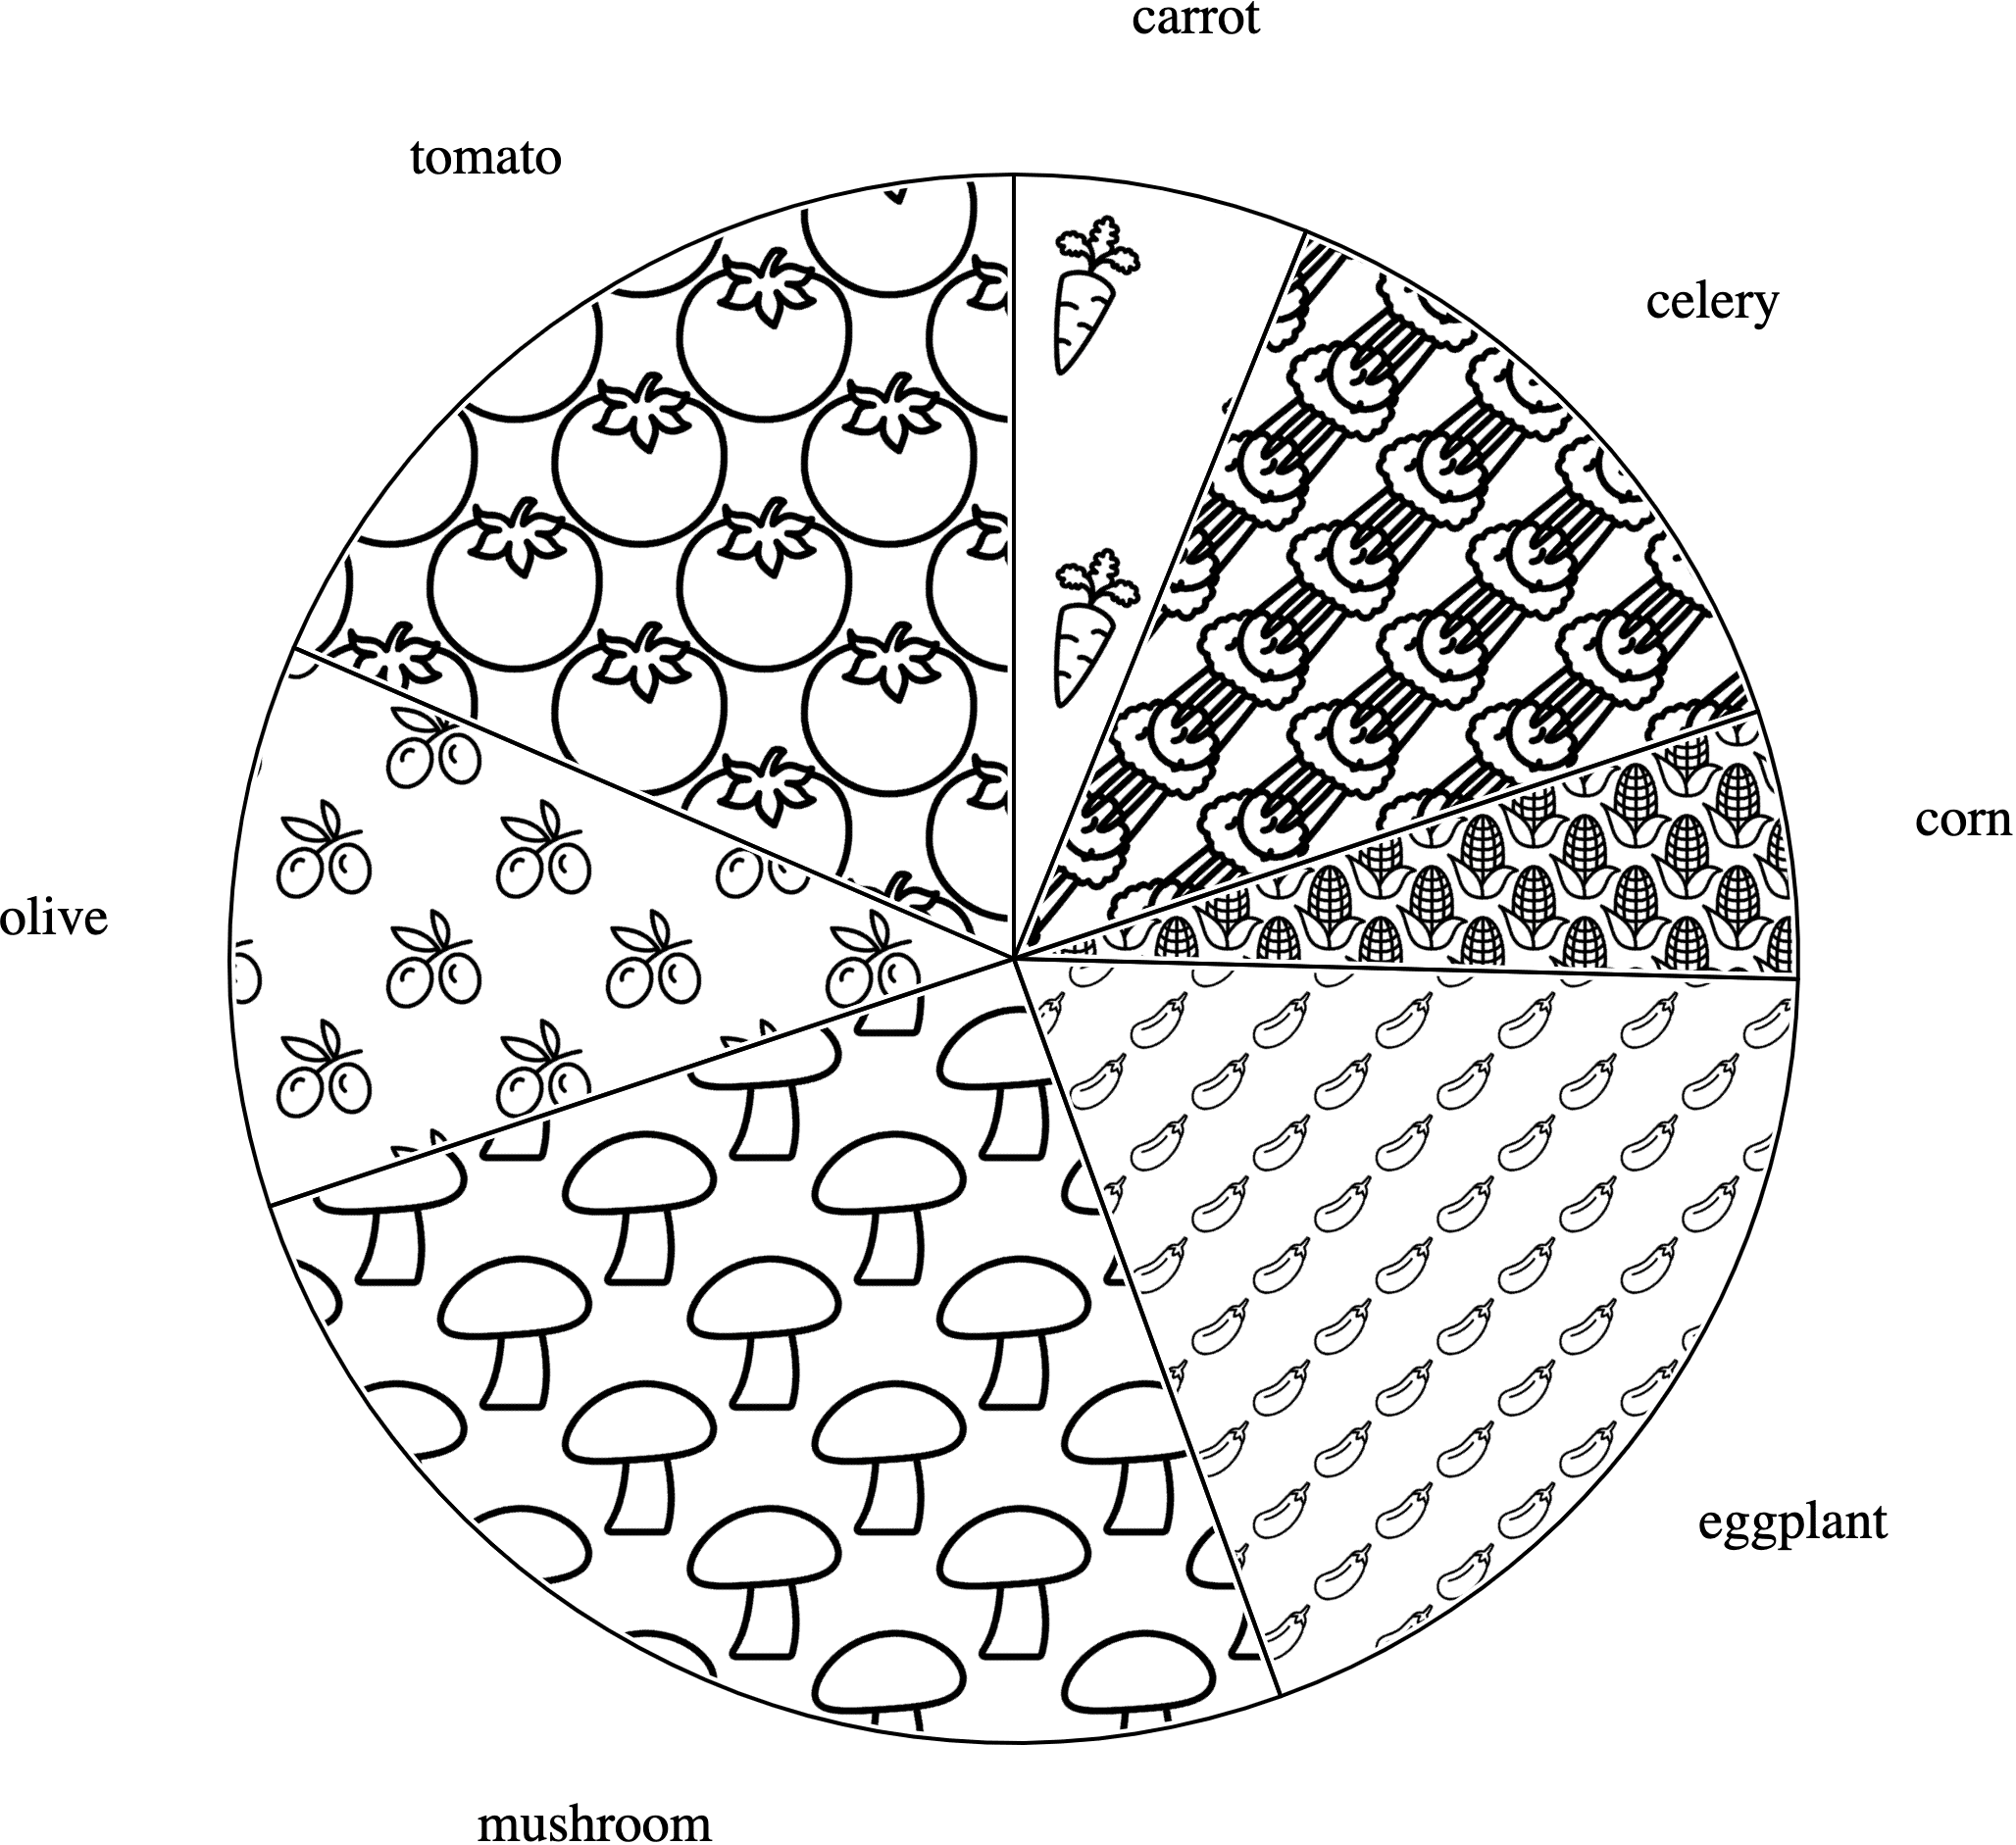 carrot
tomato
celery
corn
olive
eggplant
mushroom